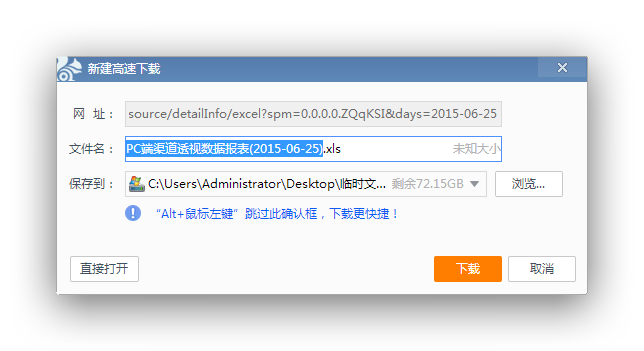 新建高速下载
网 址： source/detailInfo/excel?spm=0.0.0.0.ZQqKSI&days=2015-06-25
文件名： PC端渠道透视数据报表(2015-06-25).xls 未知大小
保存到： C:\Users\Administrator\Desktop\临时文... 剩余72.15GB 浏览...
“Alt+鼠标左键”跳过此确认框，下载更快捷！
直接打开 下载 取消